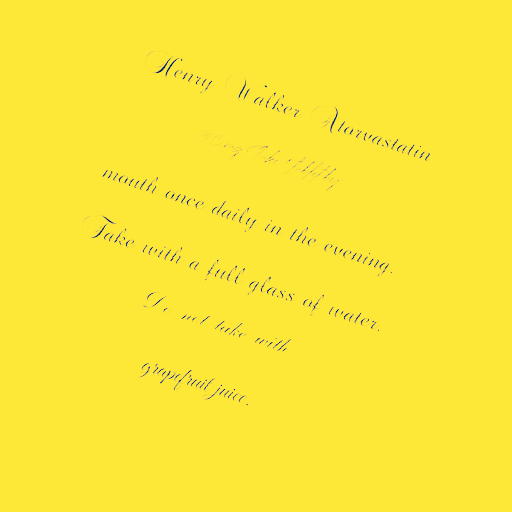 Henry Walker Atorvastatin
mouth once daily in the evening.
Take with a full glass of water.
Do not take with
grapefruit juice.